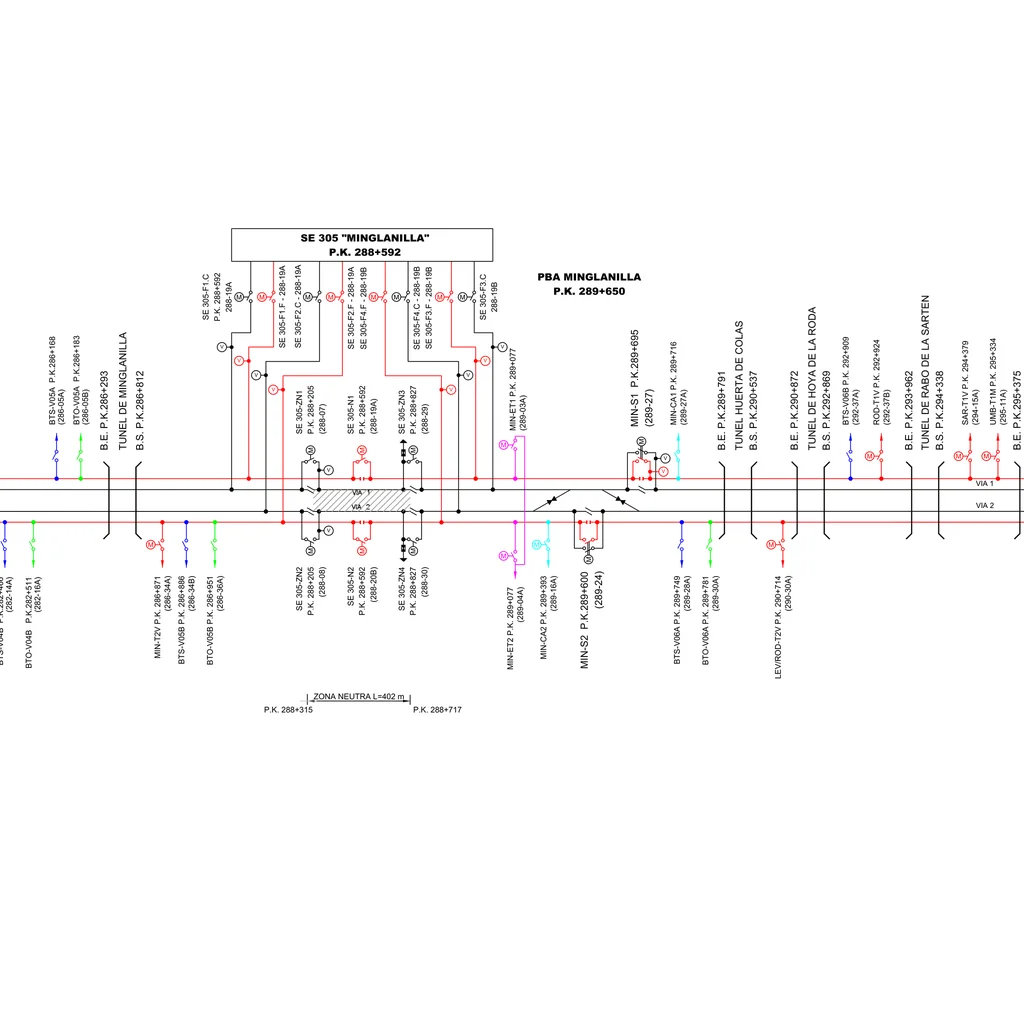 SE 305 "MINGLANILLA"
P.K. 288+592
PBA MINGLANILLA
P.K. 289+650
SE 305-F1.C
P.K. 288+592
288-19A
SE 305-F1.F - 288-19A
SE 305-F2.C - 288-19A
SE 305-F2.F - 288-19A
SE 305-F4.F - 288-19B
SE 305-F4.C - 288-19B
SE 305-F3.F - 288-19B
SE 305-F3.C
288-19B
M
M
M
M
M
M
M
M
V
V
V
V
V
V
V
V
BTS-V05A P.K.286+168
(286-05A)
BTO-V05A P.K.286+183
(286-05B)
B.E. P.K.286+293
TUNEL DE MINGLANILLA
B.S. P.K.286+812
SE 305-ZN1
P.K. 288+205
(288-07)
SE 305-N1
P.K. 288+592
(288-19A)
SE 305-ZN3
P.K. 288+827
(288-29)
MIN-ET1 P.K. 289+077
(289-03A)
MIN-S1 P.K.289+695
(289-27)
MIN-CA1 P.K. 289+716
(289-27A)
B.E. P.K.289+791
TUNEL HUERTA DE COLAS
B.S. P.K.290+537
B.E. P.K.290+872
TUNEL DE HOYA DE LA RODA
B.S. P.K.292+869
BTS-V06B P.K. 292+909
(292-37A)
ROD-T1V P.K. 292+924
(292-37B)
B.E. P.K.293+962
TUNEL DE RABO DE LA SARTEN
B.S. P.K.294+338
SAR-T1V P.K. 294+379
(294-15A)
UMB-T1M P.K. 295+334
(295-11A)
B.E. P.K.295+375
M
M
M
M
M
M
M
M
V
V
V
VIA 1
VIA 1
VIA 2
VIA 2
V
M
M
M
M
M
M
M
M
(282-14A)
BTO-V04B P.K.282+511
(282-16A)
MIN-T2V P.K. 286+871
(286-34A)
BTS-V05B P.K. 286+886
(286-34B)
BTO-V05B P.K. 286+951
(286-36A)
SE 305-ZN2
P.K. 288+205
(288-08)
SE 305-N2
P.K. 288+592
(288-20B)
SE 305-ZN4
P.K. 288+827
(288-30)
MIN-ET2 P.K. 289+077
(289-04A)
MIN-CA2 P.K. 289+393
(289-16A)
MIN-S2 P.K.289+600
(289-24)
BTS-V06A P.K. 289+749
(289-28A)
BTO-V06A P.K. 289+781
(289-30A)
LEV/ROD-T2V P.K. 290+714
(290-30A)
ZONA NEUTRA L=402 m
P.K. 288+315
P.K. 288+717